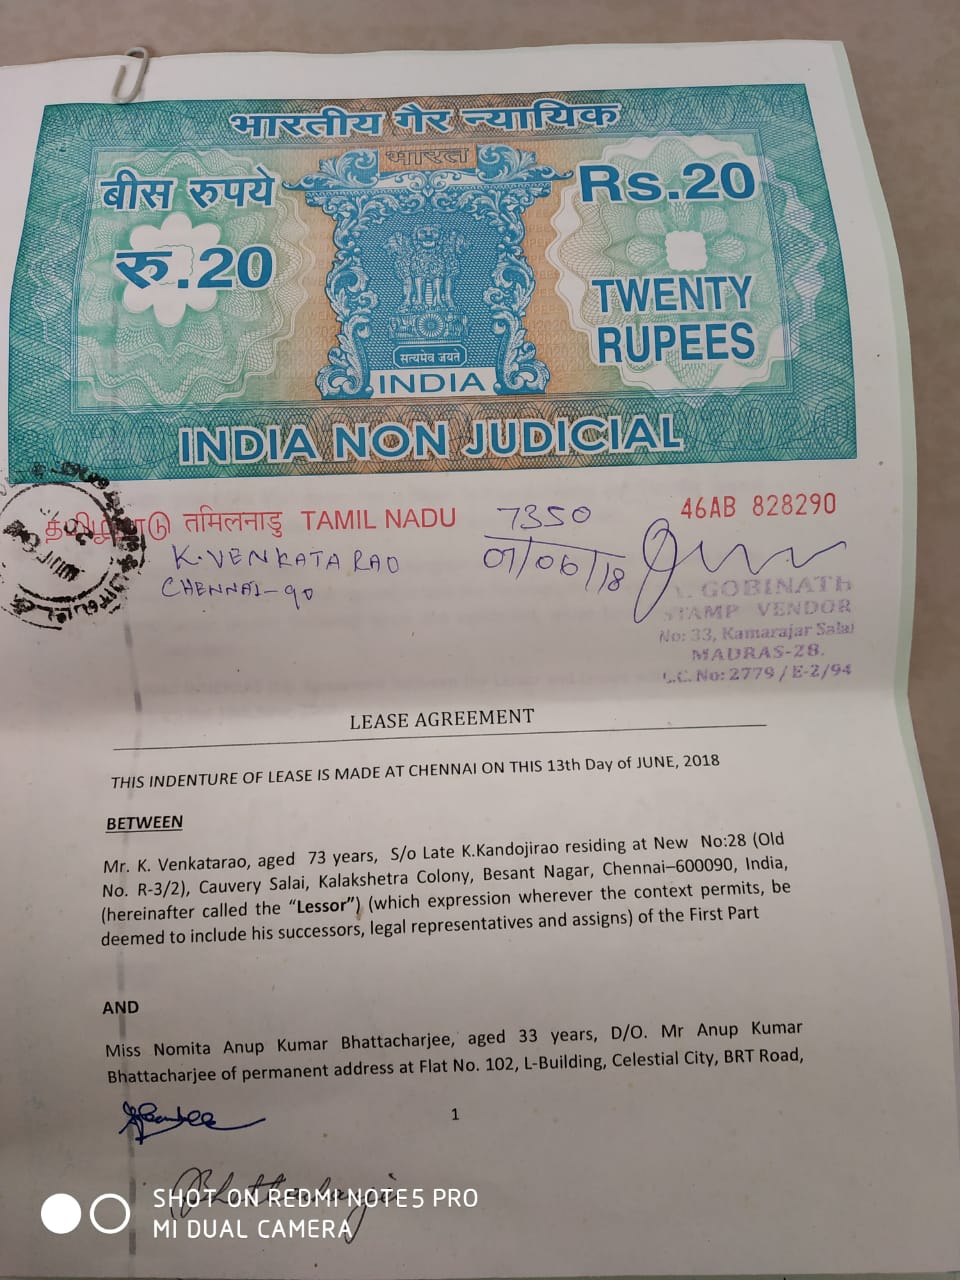 भारतीय गैर न्यायिक
भारत
बीस रुपये
Rs.20
रु.20
TWENTY
RUPEES
सत्यमेव जयते
INDIA
INDIA NON JUDICIAL
தமிழ்நாடு तमिलनाडु TAMIL NADU
7350
46AB 828290
K. VENKATA RAO
01/06/18
CHENNAI-90
GOBINATH
STAMP VENDOR
No: 33, Kamarajar Salai
MADRAS-28.
L.C. No: 2779 / E-2/94
LEASE AGREEMENT
THIS INDENTURE OF LEASE IS MADE AT CHENNAI ON THIS 13th Day of JUNE, 2018
BETWEEN
Mr. K. Venkatarao, aged 73 years, S/o Late K.Kandojirao residing at New No:28 (Old
No. R-3/2), Cauvery Salai, Kalakshetra Colony, Besant Nagar, Chennai–600090, India,
(hereinafter called the “Lessor”) (which expression wherever the context permits, be
deemed to include his successors, legal representatives and assigns) of the First Part
AND
Miss Nomita Anup Kumar Bhattacharjee, aged 33 years, D/O. Mr Anup Kumar
Bhattacharjee of permanent address at Flat No. 102, L-Building, Celestial City, BRT Road,
1
Bhattacharjee
SHOT ON REDMI NOTE 5 PRO
MI DUAL CAMERA